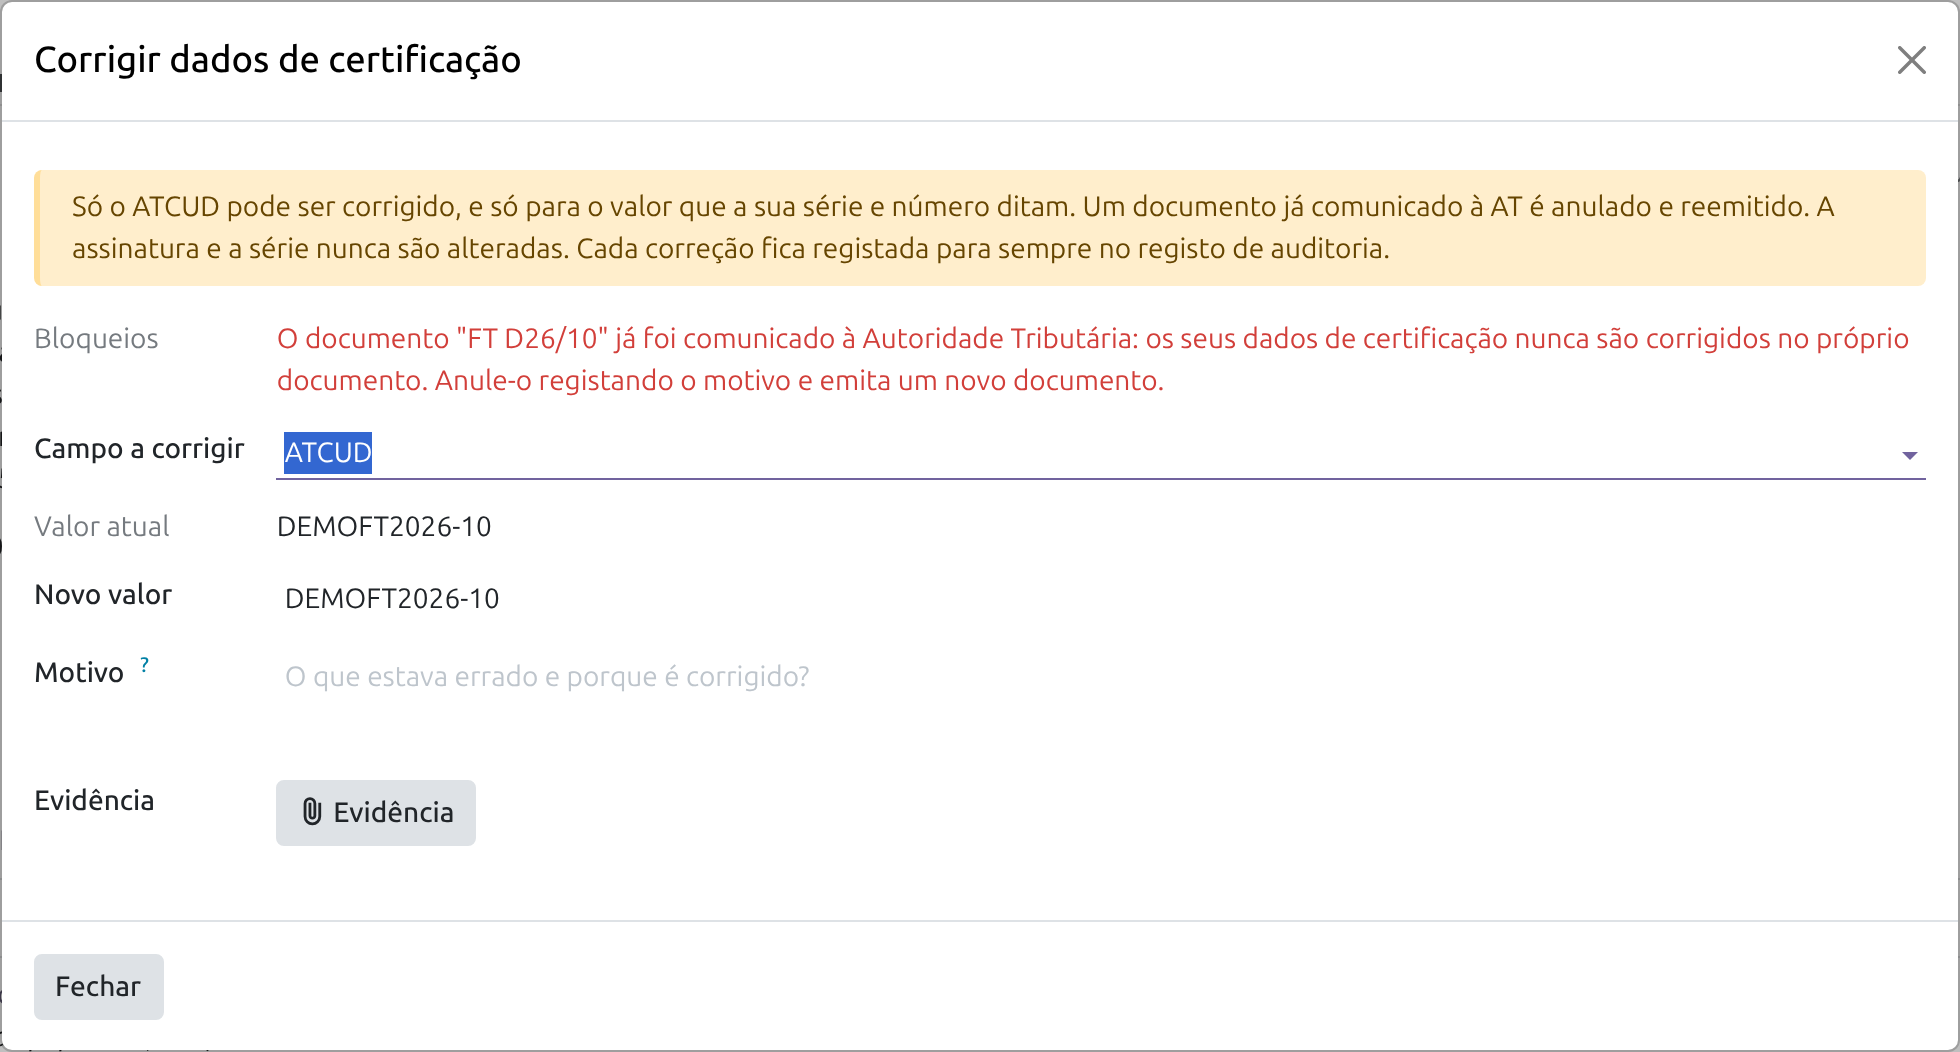 Corrigir dados de certificação
Só o ATCUD pode ser corrigido, e só para o valor que a sua série e número ditam. Um documento já comunicado à AT é anulado e reemitido. A
assinatura e a série nunca são alteradas. Cada correção fica registada para sempre no registo de auditoria.
Bloqueios
O documento "FT D26/10" já foi comunicado à Autoridade Tributária: os seus dados de certificação nunca são corrigidos no próprio
documento. Anule-o registando o motivo e emita um novo documento.
Campo a corrigir
ATCUD
Valor atual
DEMOFT2026-10
Novo valor
DEMOFT2026-10
Motivo ?
O que estava errado e porque é corrigido?
Evidência
Evidência
Fechar